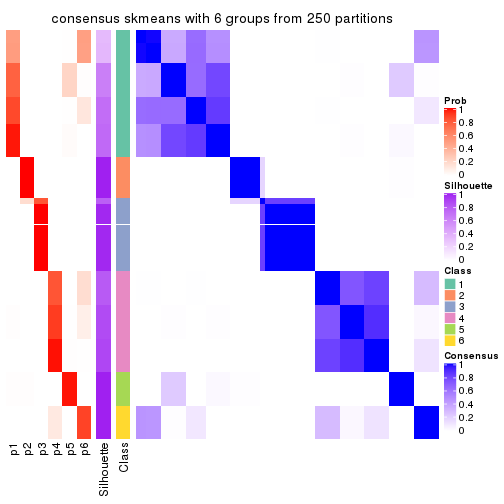 consensus skmeans with 6 groups from 250 partitions
Prob
1
0.8
0.6
0.4
0.2
0
Silhouette
1
0.8
0.6
0.4
0.2
0
Class
1
2
3
4
5
6
Consensus
1
0.8
0.6
0.4
0.2
0
p1
p2
p3
p4
p5
p6
Silhouette
Class